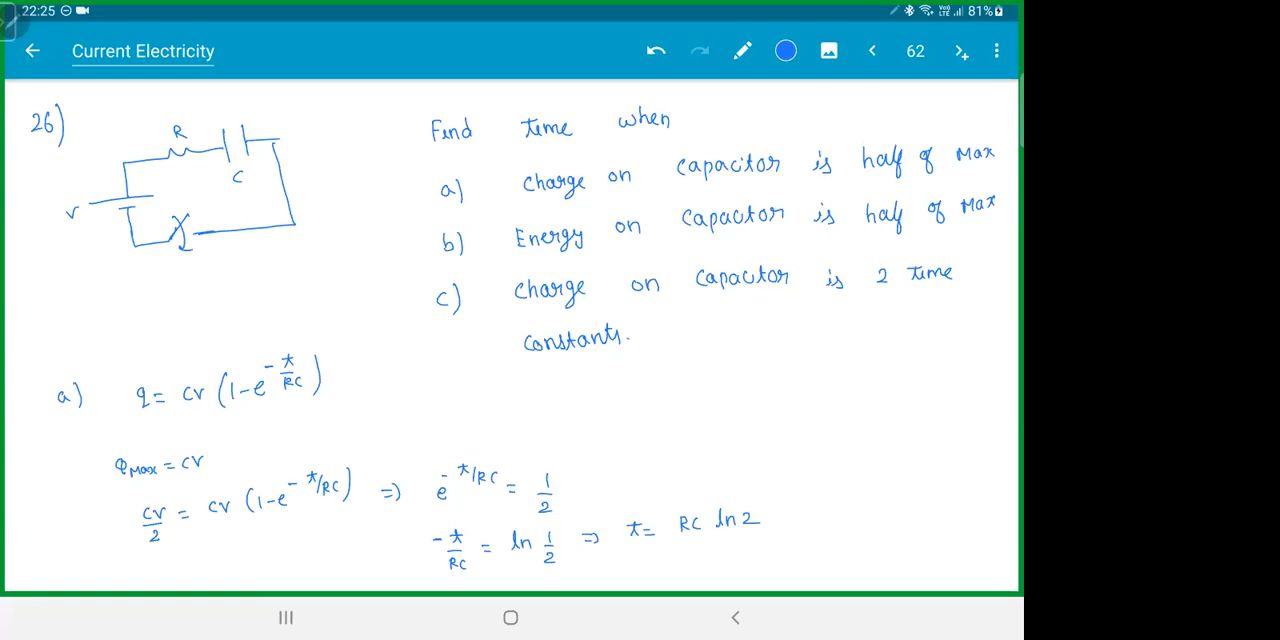 22:25
81%
Current Electricity
62
26)
R
C
V
Find time when
a) charge on capacitor is half of Max
b) Energy on capacitor is half of Max
c) charge on capacitor is 2 time
constants.
a) q = CV (1-e^{-t/RC})
Q_{Max} = CV
CV/2 = CV (1-e^{-t/RC}) => e^{-t/RC} = 1/2
-t/RC = ln 1/2 => t = RC ln 2